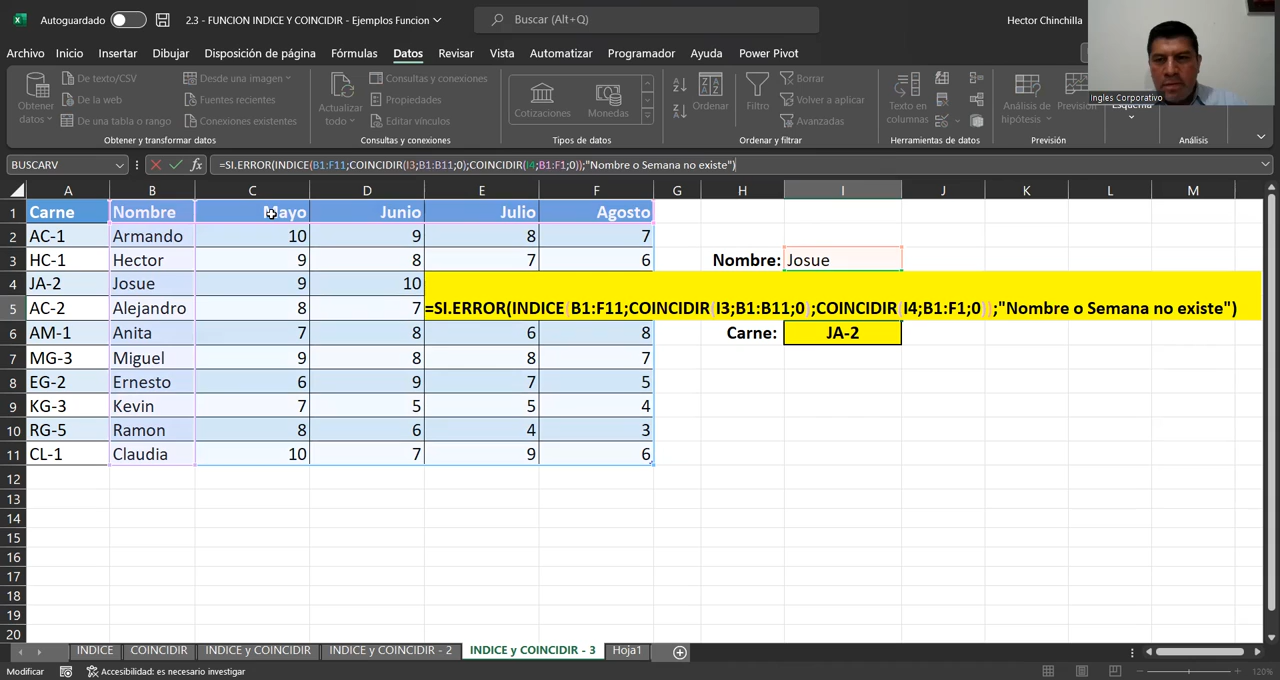 Autoguardado 2.3 - FUNCION INDICE Y COINCIDIR - Ejemplos Funcion Buscar (Alt+Q) Hector Chinchilla
Archivo Inicio Insertar Dibujar Disposición de página Fórmulas Datos Revisar Vista Automatizar Programador Ayuda Power Pivot
Obtener datos De texto/CSV De la web De una tabla o rango Desde una imagen Fuentes recientes Conexiones existentes
Actualizar todo Consultas y conexiones Propiedades Editar vínculos
Cotizaciones Monedas
Ordenar Filtro Borrar Volver a aplicar Avanzadas
Texto en columnas Análisis de hipótesis
Ingles Corporativo
Obtener y transformar datos Consultas y conexiones Tipos de datos Ordenar y filtrar Herramientas de datos Previsión Análisis
BUSCARV fx =SI.ERROR(INDICE(B1:F11;COINCIDIR(I3;B1:B11;0);COINCIDIR(I4;B1:F1;0));"Nombre o Semana no existe")
A B C D E F G H I J K L M
1 Carne Nombre Mayo Junio Julio Agosto
2 AC-1 Armando 10 9 8 7
3 HC-1 Hector 9 8 7 6 Nombre: Josue
4 JA-2 Josue 9 10
5 AC-2 Alejandro 8 7 =SI.ERROR(INDICE(B1:F11;COINCIDIR(I3;B1:B11;0);COINCIDIR(I4;B1:F1;0));"Nombre o Semana no existe")
6 AM-1 Anita 7 8 6 8 Carne: JA-2
7 MG-3 Miguel 9 8 8 7
8 EG-2 Ernesto 6 9 7 5
9 KG-3 Kevin 7 5 5 4
10 RG-5 Ramon 8 6 4 3
11 CL-1 Claudia 10 7 9 6
12
13
14
15
16
17
18
19
20
INDICE COINCIDIR INDICE y COINCIDIR INDICE y COINCIDIR - 2 INDICE y COINCIDIR - 3 Hoja1
Modificar Accesibilidad: es necesario investigar 120%